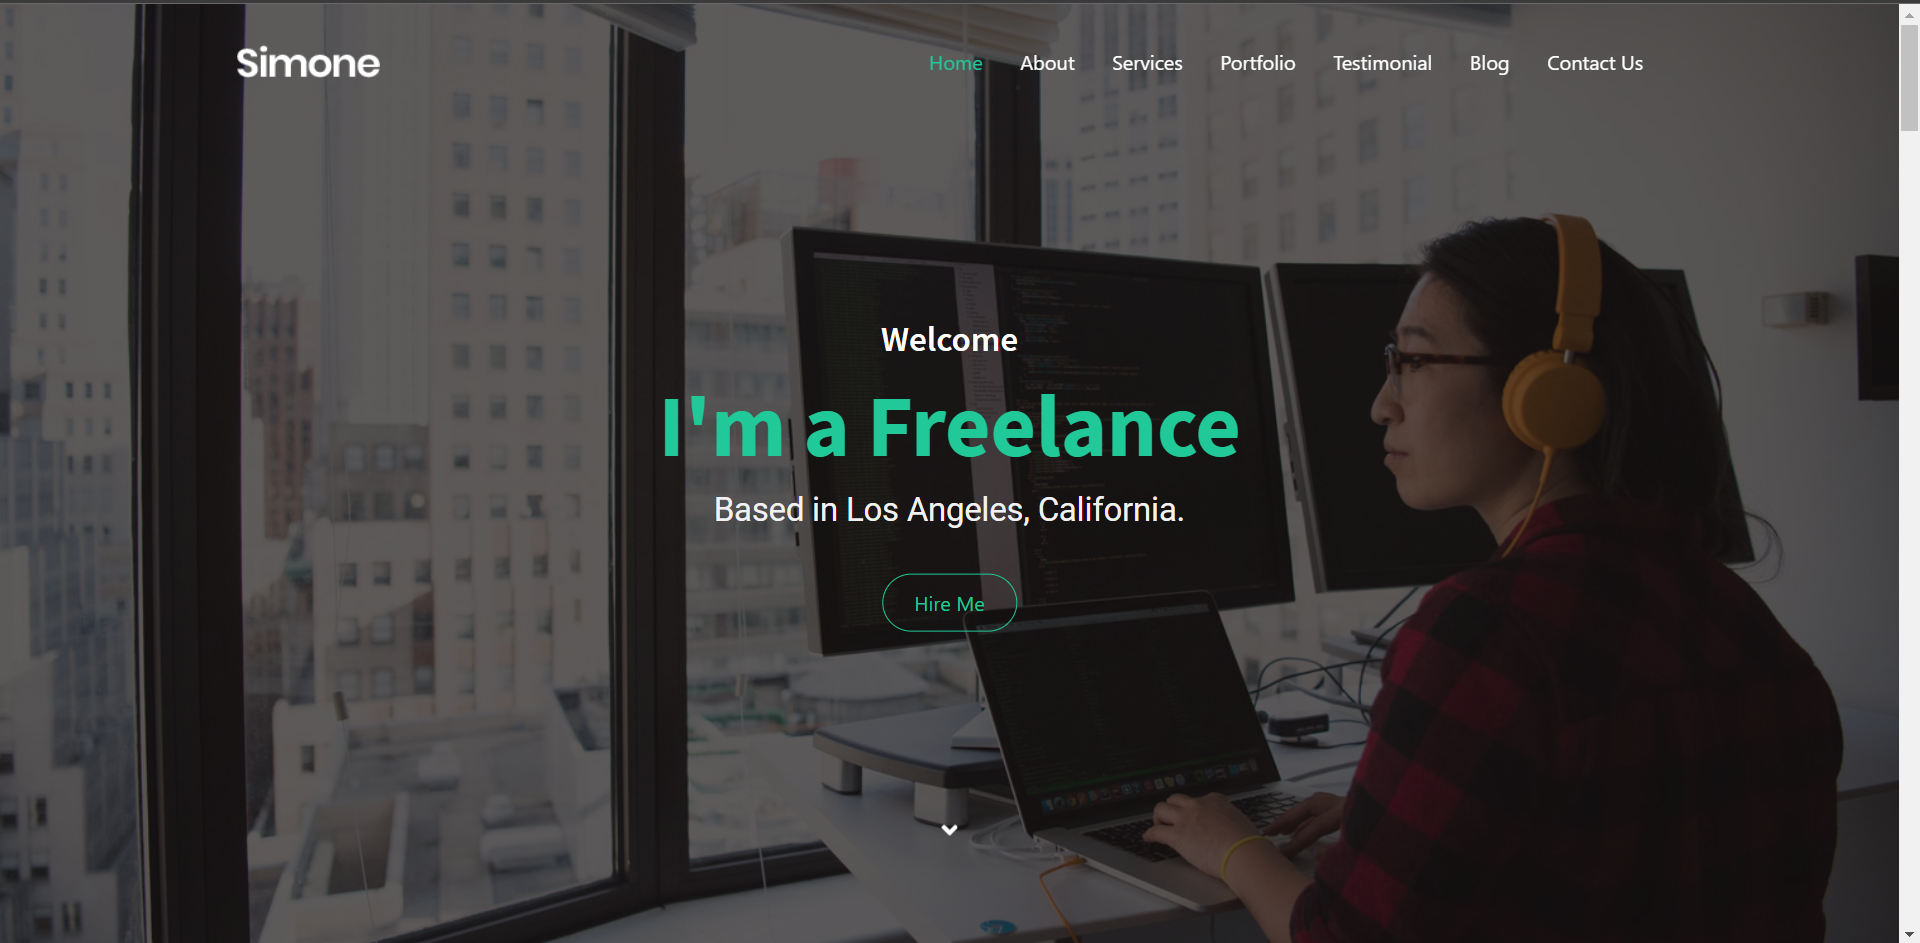 Simone
Home About Services Portfolio Testimonial Blog Contact Us
Welcome
I'm a Freelance
Based in Los Angeles, California.
Hire Me